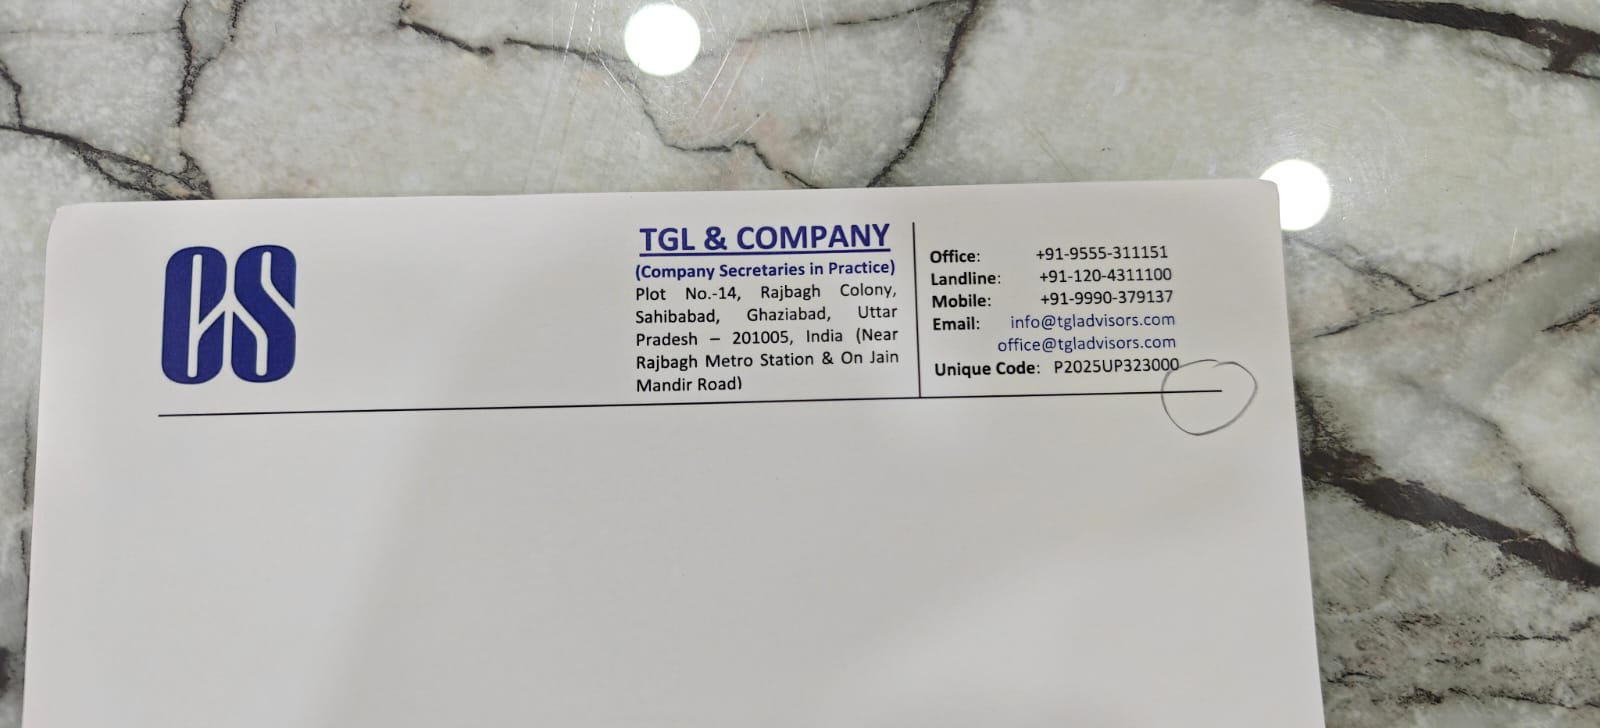 CS
TGL & COMPANY
(Company Secretaries in Practice)
Plot No.-14, Rajbagh Colony,
Sahibabad, Ghaziabad, Uttar
Pradesh – 201005, India (Near
Rajbagh Metro Station & On Jain
Mandir Road)
Office: +91-9555-311151
Landline: +91-120-4311100
Mobile: +91-9990-379137
Email: info@tgladvisors.com
office@tgladvisors.com
Unique Code: P2025UP323000